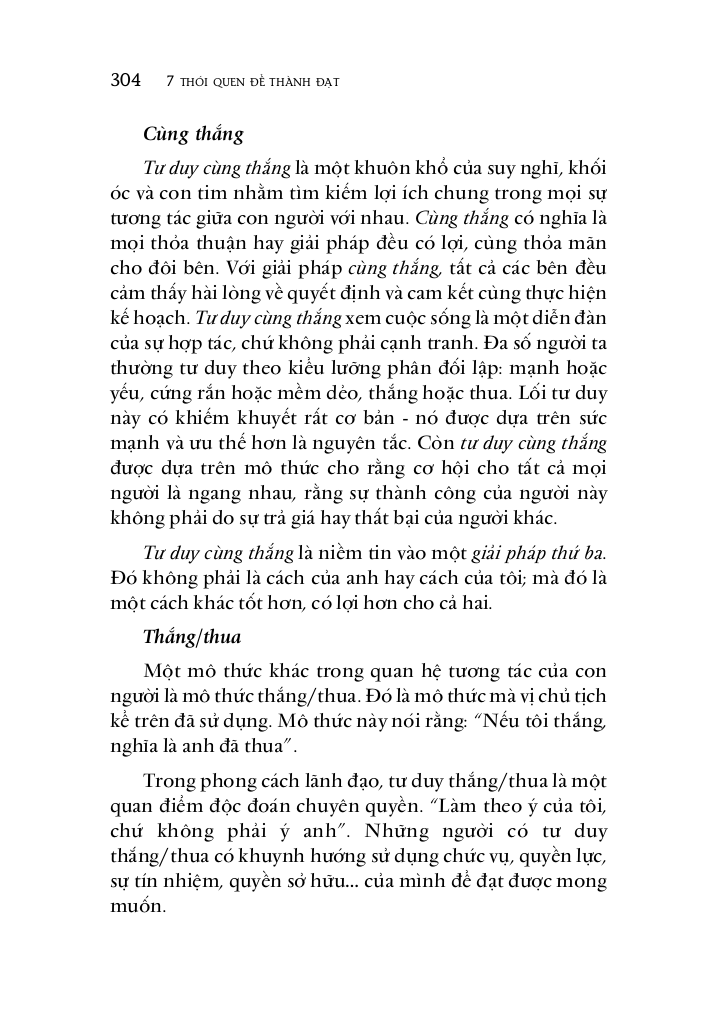 304 7 THÓI QUEN ĐỂ THÀNH ĐẠT
Cùng thắng
Tư duy cùng thắng là một khuôn khổ của suy nghĩ, khối
óc và con tim nhằm tìm kiếm lợi ích chung trong mọi sự
tương tác giữa con người với nhau. Cùng thắng có nghĩa là
mọi thỏa thuận hay giải pháp đều có lợi, cùng thỏa mãn
cho đôi bên. Với giải pháp cùng thắng, tất cả các bên đều
cảm thấy hài lòng về quyết định và cam kết cùng thực hiện
kế hoạch. Tư duy cùng thắng xem cuộc sống là một diễn đàn
của sự hợp tác, chứ không phải cạnh tranh. Đa số người ta
thường tư duy theo kiểu lưỡng phân đối lập: mạnh hoặc
yếu, cứng rắn hoặc mềm dẻo, thắng hoặc thua. Lối tư duy
này có khiếm khuyết rất cơ bản - nó được dựa trên sức
mạnh và ưu thế hơn là nguyên tắc. Còn tư duy cùng thắng
được dựa trên mô thức cho rằng cơ hội cho tất cả mọi
người là ngang nhau, rằng sự thành công của người này
không phải do sự trả giá hay thất bại của người khác.
Tư duy cùng thắng là niềm tin vào một giải pháp thứ ba.
Đó không phải là cách của anh hay cách của tôi; mà đó là
một cách khác tốt hơn, có lợi hơn cho cả hai.
Thắng/thua
Một mô thức khác trong quan hệ tương tác của con
người là mô thức thắng/thua. Đó là mô thức mà vị chủ tịch
kể trên đã sử dụng. Mô thức này nói rằng: “Nếu tôi thắng,
nghĩa là anh đã thua”.
Trong phong cách lãnh đạo, tư duy thắng/thua là một
quan điểm độc đoán chuyên quyền. “Làm theo ý của tôi,
chứ không phải ý anh”. Những người có tư duy
thắng/thua có khuynh hướng sử dụng chức vụ, quyền lực,
sự tín nhiệm, quyền sở hữu... của mình để đạt được mong
muốn.